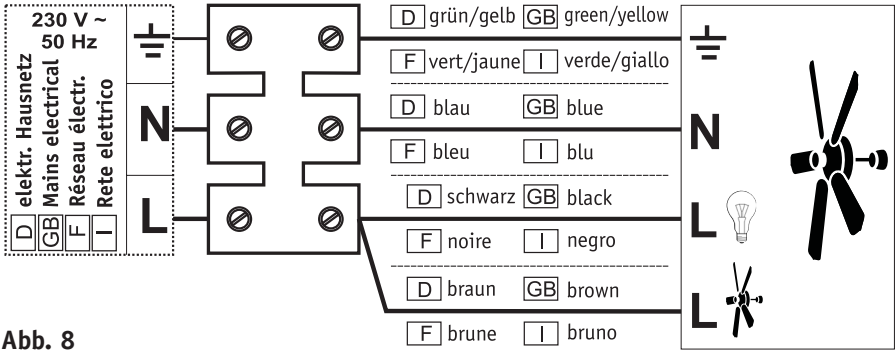 230 V ~
50 Hz
D elektr. Hausnetz
GB Mains electrical
F Réseau électr.
I Rete elettrico
N
L
D grün/gelb GB green/yellow
F vert/jaune I verde/giallo
D blau GB blue
F bleu I blu
D schwarz GB black
F noire I negro
D braun GB brown
F brune I bruno
N
L
L
Abb. 8